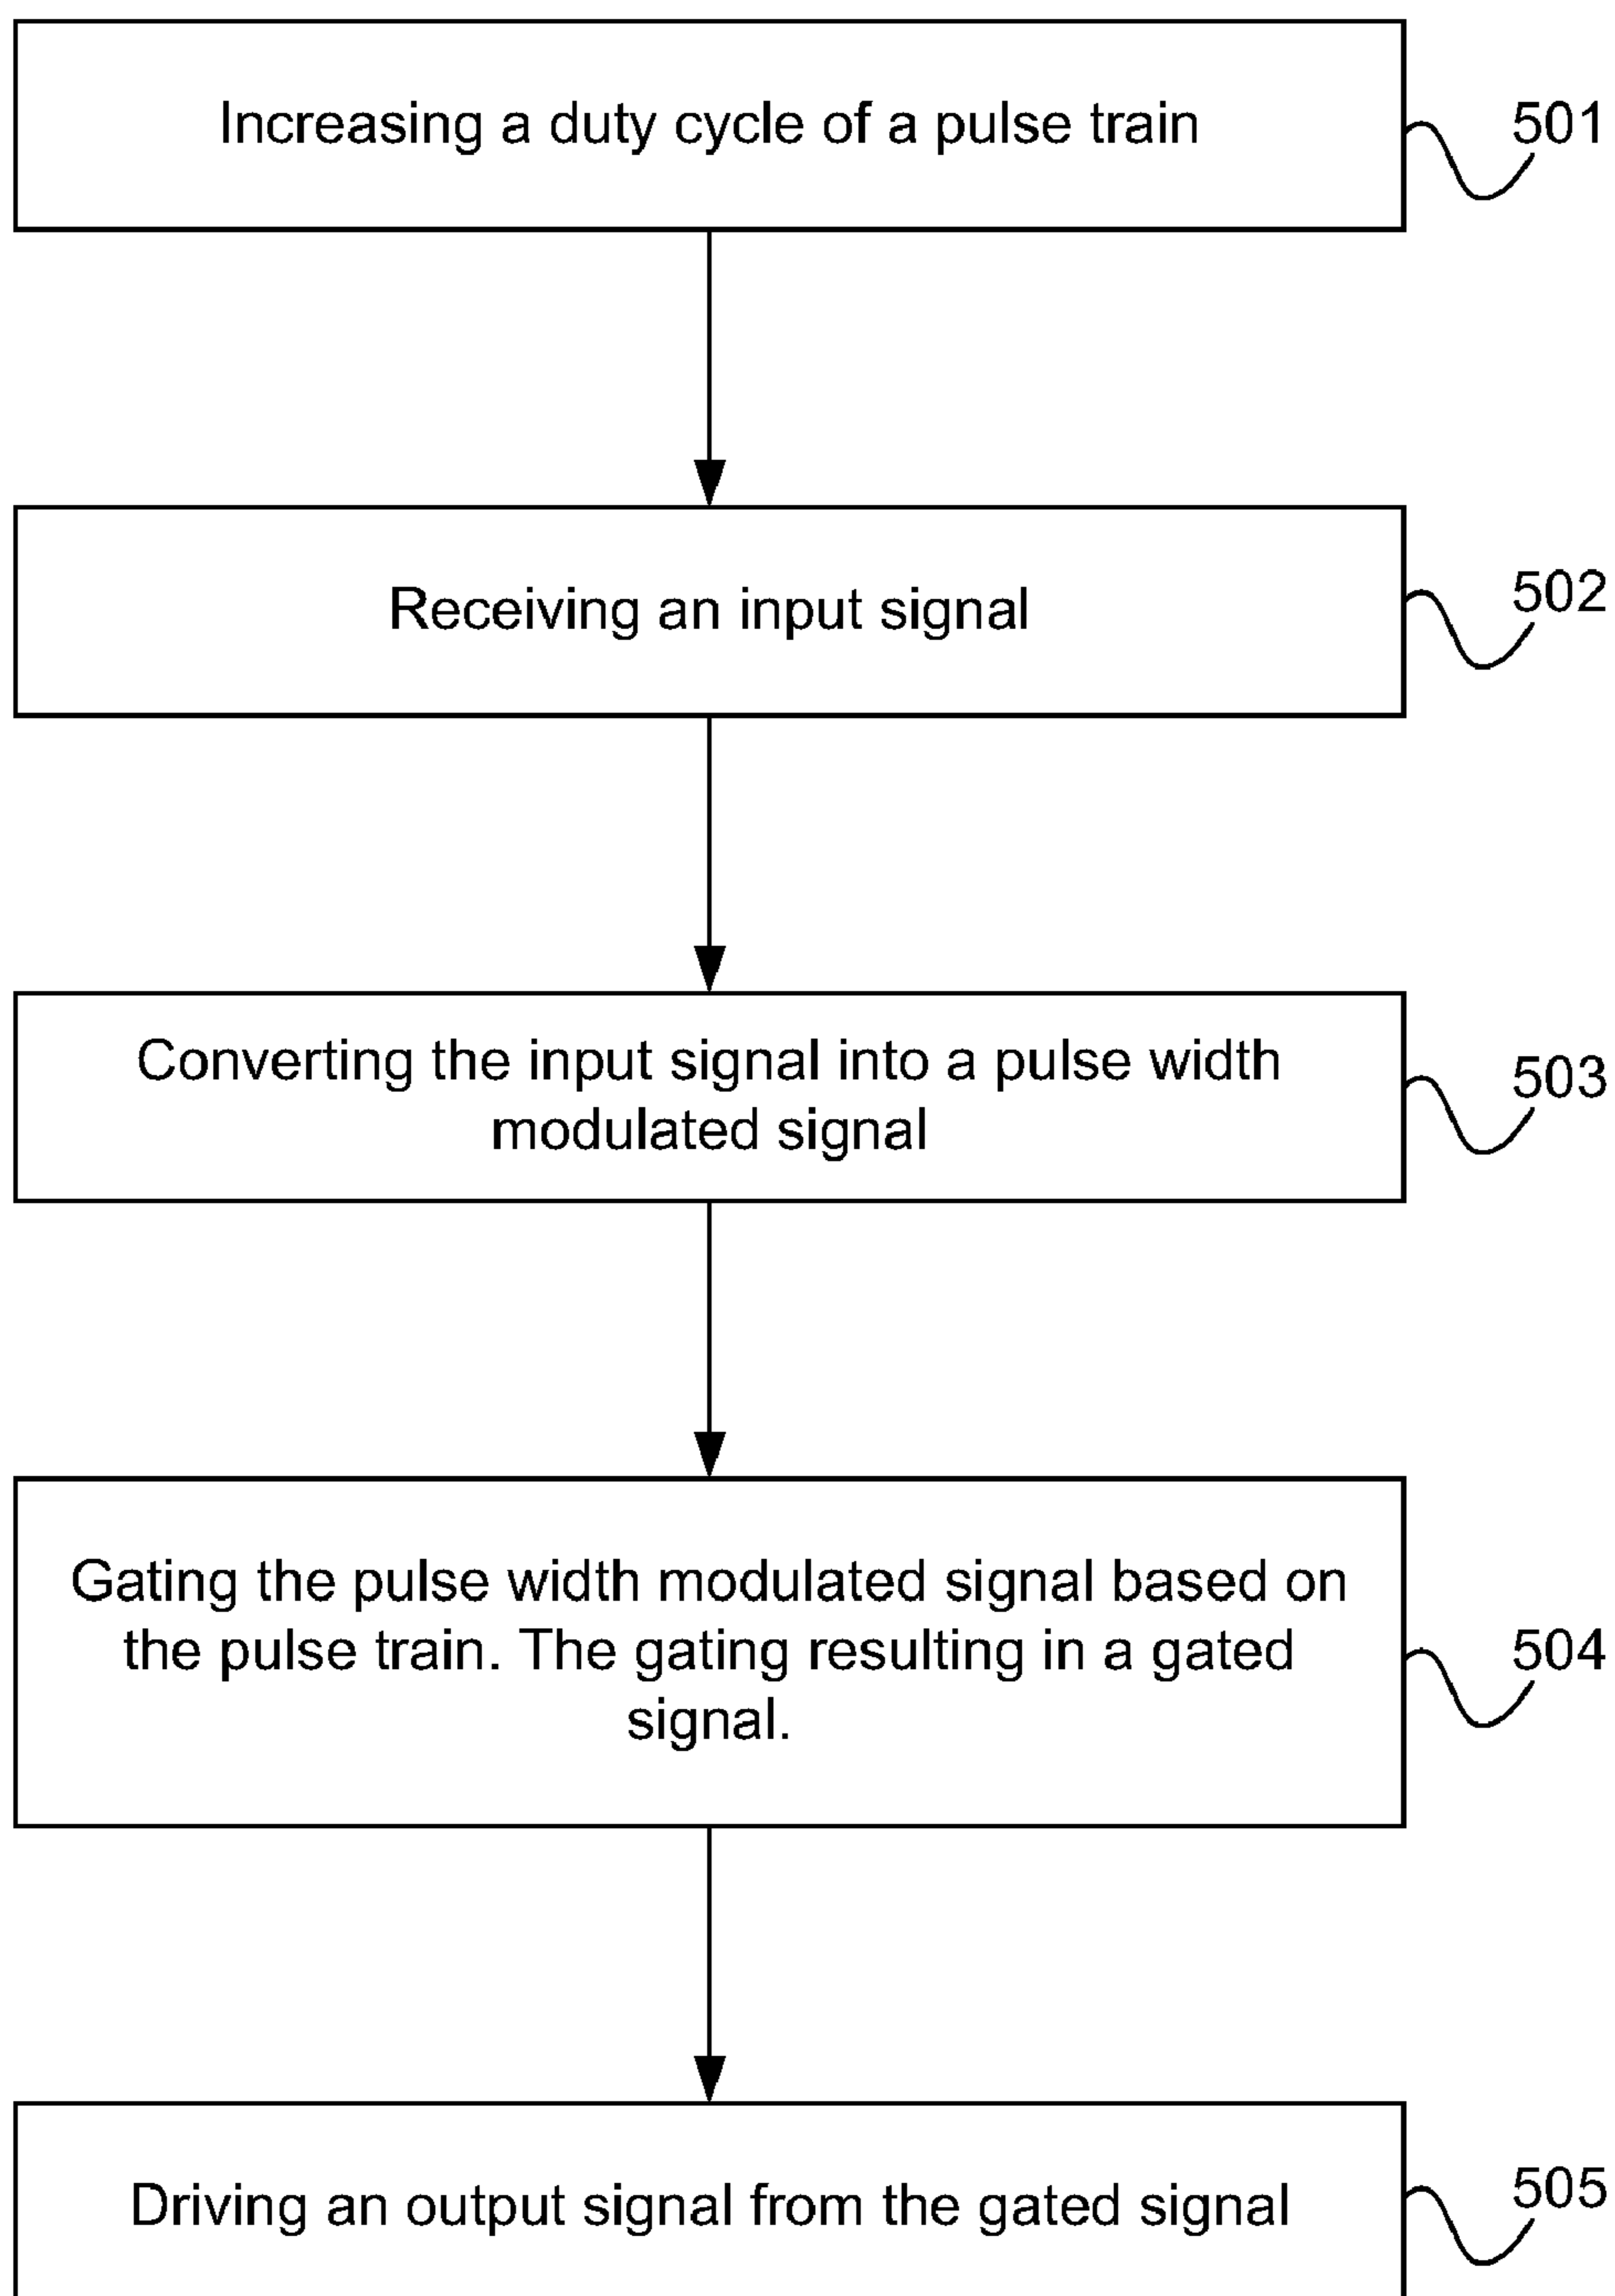 Increasing a duty cycle of a pulse train
501
Receiving an input signal
502
Converting the input signal into a pulse width
modulated signal
503
Gating the pulse width modulated signal based on
the pulse train. The gating resulting in a gated
signal.
504
Driving an output signal from the gated signal
505